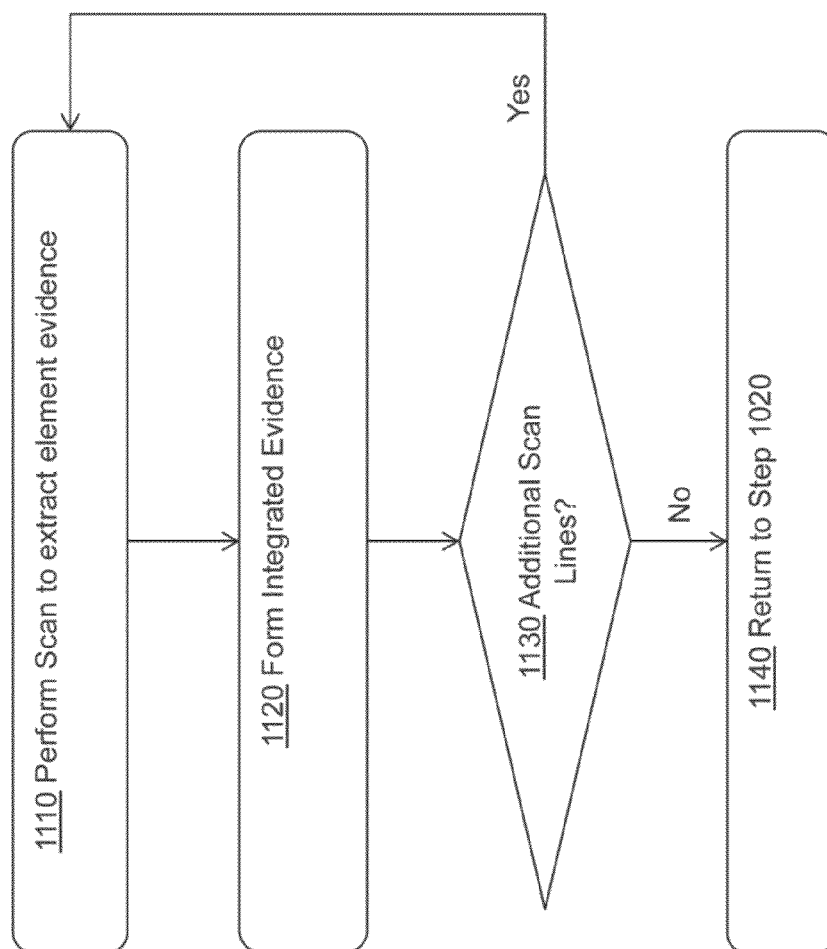 1110 Perform Scan to extract element evidence
1120 Form Integrated Evidence
1130 Additional Scan
Lines?
Yes
No
1140 Return to Step 1020